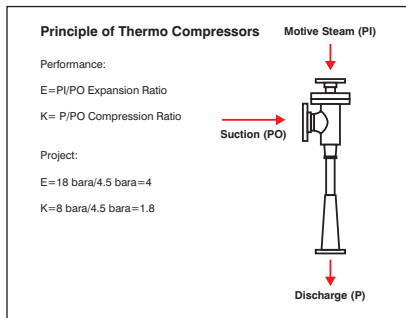 Principle of Thermo Compressors
Motive Steam (PI)
Performance:
E=PI/PO Expansion Ratio
K= P/PO Compression Ratio
Suction (PO)
Project:
E=18 bara/4.5 bara=4
K=8 bara/4.5 bara=1.8
Discharge (P)